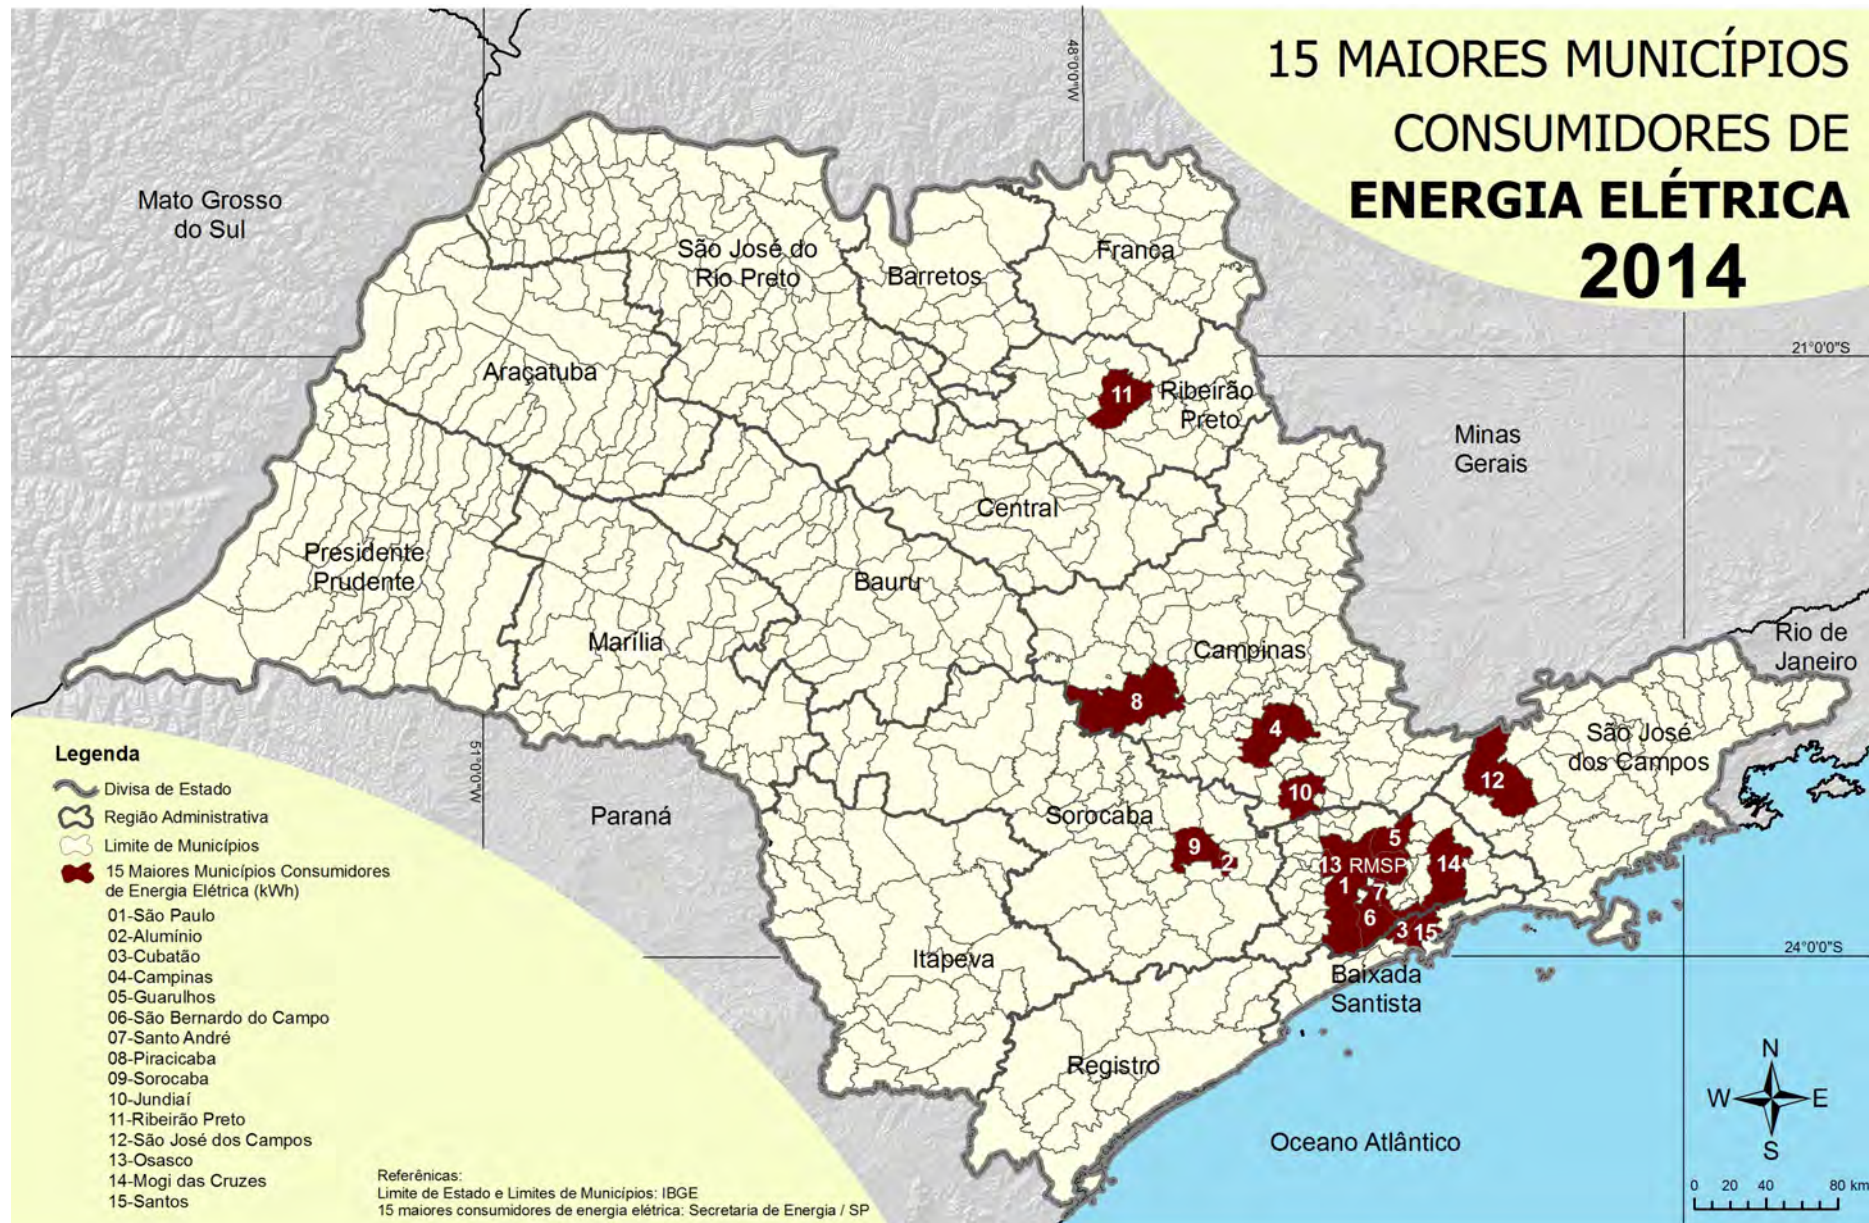 15 MAIORES MUNICÍPIOS
CONSUMIDORES DE
ENERGIA ELÉTRICA
2014
48°0'0"W
Mato Grosso
do Sul
São José do
Rio Preto
Barretos
Franca
21°0'0"S
Araçatuba
11
Ribeirão
Preto
Minas
Gerais
Central
Presidente
Prudente
Bauru
Marília
Campinas
Rio de
Janeiro
8
4
São José
dos Campos
12
10
51°0'0"W
Paraná
Sorocaba
9
2
5
13
RMSP
14
1
7
6
3
15
24°0'0"S
Itapeva
Baixada
Santista
Registro
Oceano Atlântico
N
W
E
S
0 20 40 80 km
Legenda
Divisa de Estado
Região Administrativa
Limite de Municípios
15 Maiores Municípios Consumidores
de Energia Elétrica (kWh)
01-São Paulo
02-Alumínio
03-Cubatão
04-Campinas
05-Guarulhos
06-São Bernardo do Campo
07-Santo André
08-Piracicaba
09-Sorocaba
10-Jundiaí
11-Ribeirão Preto
12-São José dos Campos
13-Osasco
14-Mogi das Cruzes
15-Santos
Referênicas:
Limite de Estado e Limites de Municípios: IBGE
15 maiores consumidores de energia elétrica: Secretaria de Energia / SP